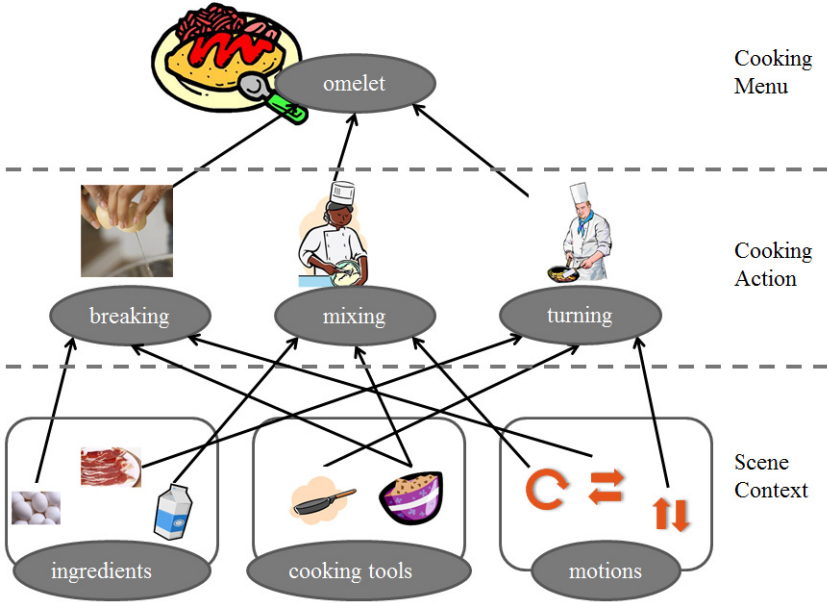 omelet
Cooking
Menu
breaking
mixing
turning
Cooking
Action
ingredients
cooking tools
motions
Scene
Context